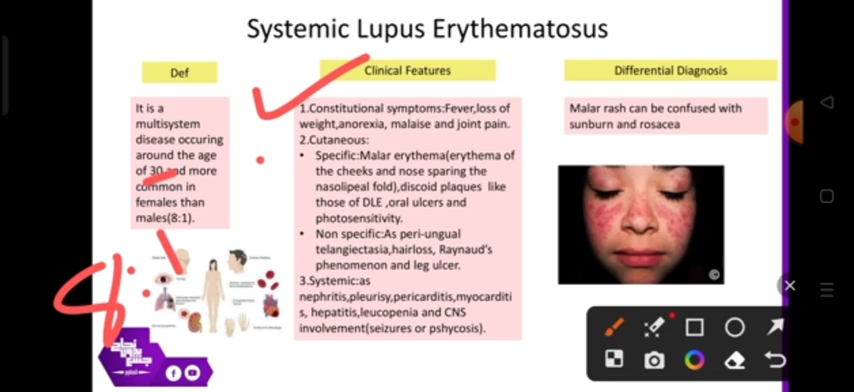 Systemic Lupus Erythematosus
Def
It is a
multisystem
disease occuring
around the age
of 30 and more
common in
females than
males(8:1).
8:1
Clinical Features
1.Constitutional symptoms:Fever,loss of
weight,anorexia, malaise and joint pain.
2.Cutaneous:
• Specific:Malar erythema(erythema of
the cheeks and nose sparing the
nasolipeal fold),discoid plaques like
those of DLE ,oral ulcers and
photosensitivity.
• Non specific:As peri-ungual
telangiectasia,hairloss, Raynaud's
phenomenon and leg ulcer.
3.Systemic:as
nephritis,pleurisy,pericarditis,myocarditi
s, hepatitis,leucopenia and CNS
involvement(seizures or pshycosis).
Differential Diagnosis
Malar rash can be confused with
sunburn and rosacea
©